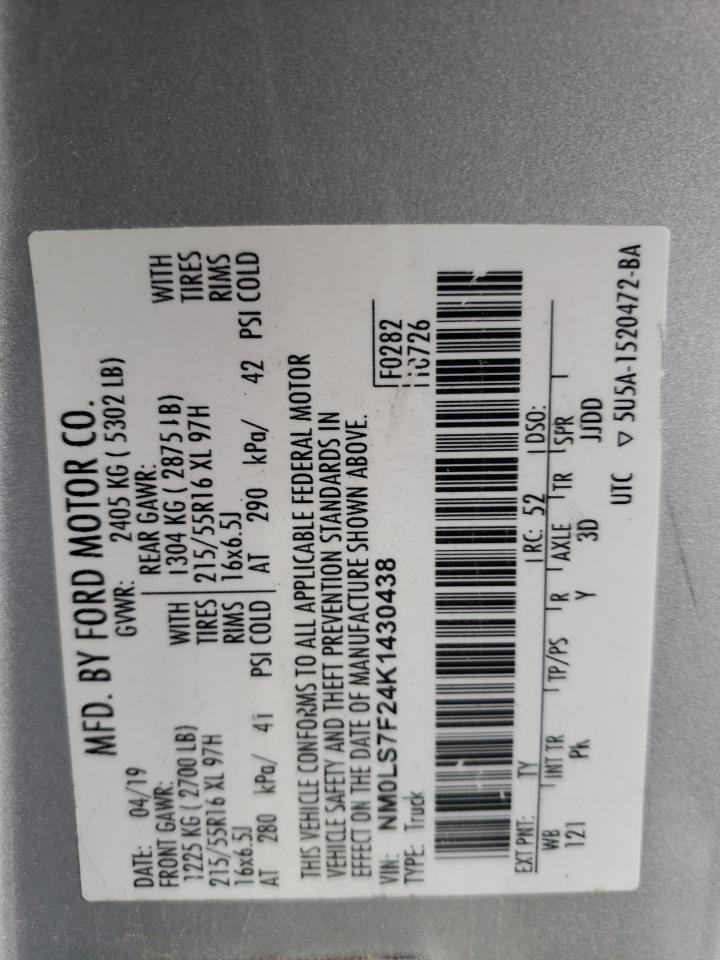 MFD. BY FORD MOTOR CO.
DATE: 04/19 GVWR: 2405 KG ( 5302 LB)
FRONT GAWR: REAR GAWR:
1225 KG ( 2700 LB) WITH 1304 KG ( 2875 LB) WITH
215/55R16 XL 97H TIRES 215/55R16 XL 97H TIRES
16x6.5J RIMS 16x6.5J RIMS
AT 280 kPa/ 41 PSI COLD AT 290 kPa/ 42 PSI COLD
THIS VEHICLE CONFORMS TO ALL APPLICABLE FEDERAL MOTOR
VEHICLE SAFETY AND THEFT PREVENTION STANDARDS IN
EFFECT ON THE DATE OF MANUFACTURE SHOWN ABOVE.
VIN: NM0LS7F24K1430438 F0282
TYPE: Truck
EXT PNT: TY RC: 52 DSO:
WB INT TR TP/PS R AXLE TR SPR
121 Pk Y 3D JJDD
UTC ▽ 5U5A-1520472-BA